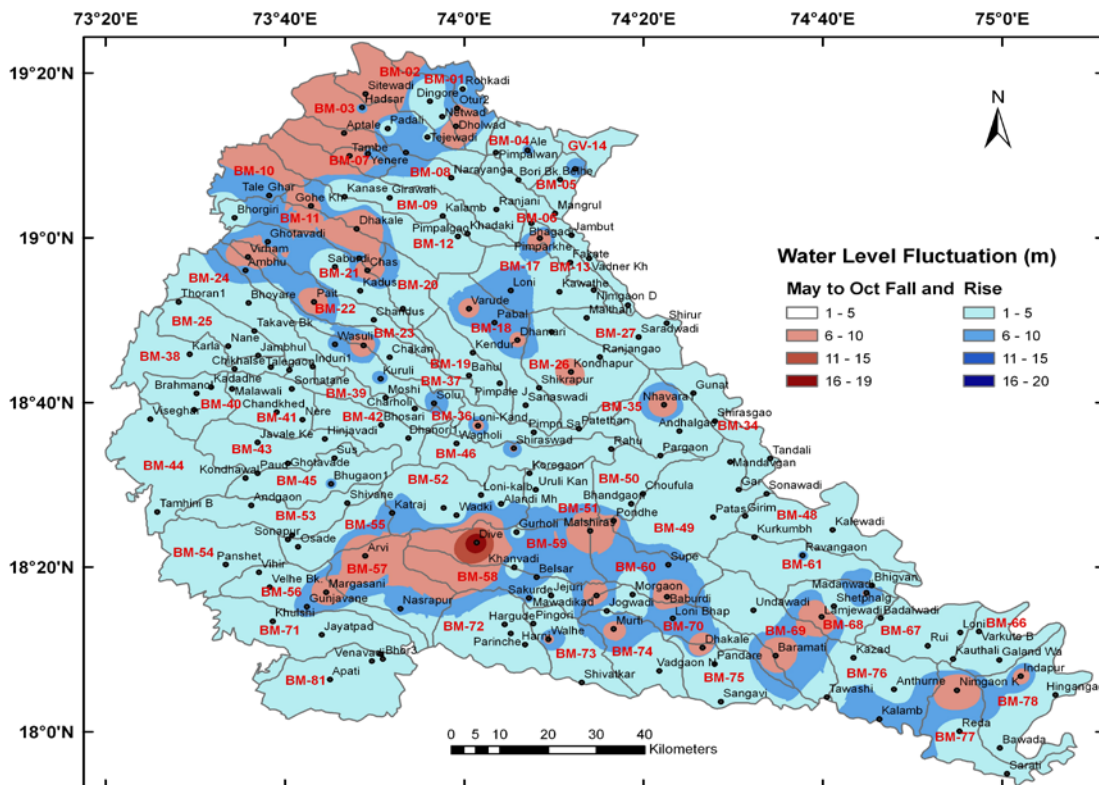 73°20'E 73°40'E 74°0'E 74°20'E 74°40'E 75°0'E
19°20'N
19°0'N
18°40'N
18°20'N
18°0'N
N
Water Level Fluctuation (m)
May to Oct Fall and Rise
1 - 5 1 - 5
6 - 10 6 - 10
11 - 15 11 - 15
16 - 19 16 - 20
0 5 10 20 30 40
Kilometers
BM-02
BM-01 Rohkadi
Sitewadi Dingore
BM-03 Hadsar Otur2
Netwad
Aptale Padali Dholwad
Tejewadi BM-04 Ale GV-14
Tambe Pimpalwan
BM-07 Yenere
BM-10 BM-08 Narayanga Bori Bk. Belhe
BM-05
Tale Ghar Kanase Girawali
Gohe Kh BM-09 Ranjani Mangrul
Bhorgiri BM-11 Kalamb BM-06
Dhakale Pimpalgao Khadaki Bhagadi Jambut
Ghotavadi BM-12 Pimparkhe
Virham Saburdi Fakate
Ambhu BM-21 Chas BM-17 BM-13 Vadner Kh
BM-24 Kadus BM-20 Loni Kawathe
Thoran1 Bhoyare Pait Nimgaon D
BM-22 Varude
BM-25 Chandus Pabal Malthan Shirur
Takave Bk BM-23 BM-18 Dhamari BM-27 Saradwadi
Nane Wasuli
BM-38 Karla Jambhul Chakan Kendur Ranjangao
Chikhalse Talegaon Induri1 BM-19 BM-26 Kondhapur
Brahmano Kadadhe Kuruli BM-37 Bahul Shikrapur
Malawali Somatane BM-39 Moshi Solu Pimpale J Gunat
BM-40 Chandkhed Charholi Sanaswadi Nhavara
Visegha BM-41 Nere BM-42 Bhosari BM-36 Loni-Kand BM-35 Shirasgao
Javale Ke Hinjavadi Dhanori1 Wagholi Pimpri Sa Patethan Andhalgao BM-34
BM-43 BM-46 Shiraswad Rahu
Sus Pargaon Tandali
BM-44 Kondhawal Paud Ghotavade Mandavgan
BM-45 Bhugaon1 BM-52 Koregaon BM-50
Uruli Kan Choufula Gar Sonawadi
Andgaon Shivane Loni-kalb
Tamhini B Katraj Wadki Alandi Mh Bhandgaon BM-48
BM-53 BM-51 Pondhe Patas Girim
BM-55 Gurholi Malshiras BM-49 Kurkumbh Kalewadi
Sonapur Dive BM-59
BM-54 Osade Arvi Ravangaon
Panshet BM-57 Khanvadi BM-60 Supe BM-61
Vihir BM-58 Belsar
Velhe Bk. Bhigvan
BM-56 Margasani Sakurde Jejuri Morgaon Madanwad
Gunjavane Nasrapur Mawadikad Baburdi Shetphalg
Khulshi Jogwadi Undawadi Lamjewadi Badalwadi
BM-71 BM-72 Hargude Pingori Loni Bhap BM-68 BM-67 Loni BM-66
Jayatpad Murti BM-70 BM-69 Varkute B
Parinche Harni Walhe Rui
BM-73 BM-74 Dhakale Baramati Kauthali Galand Wa
Venavadi Bhor3 Pandare Kazad
BM-81 Apati Shivatkar Vadgaon N BM-75 BM-76 Indapur
Anthurne Nimgaon K
Sangavi Tawashi BM-78 Hingangao
Kalamb Reda
BM-77
Bawada
Sarati